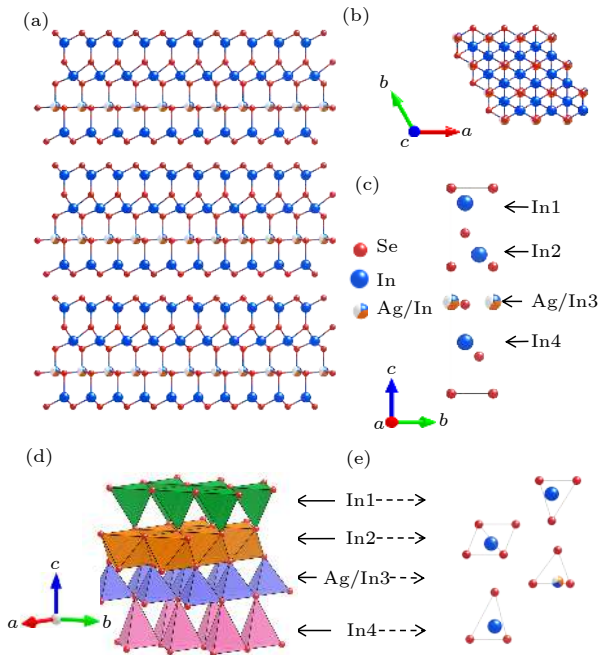 (a)
(b)
b
c
a
(c)
In1
Se
In2
In
Ag/In
Ag/In3
In4
c
a
b
(d)
(e)
In1
In2
c
Ag/In3
a
b
In4